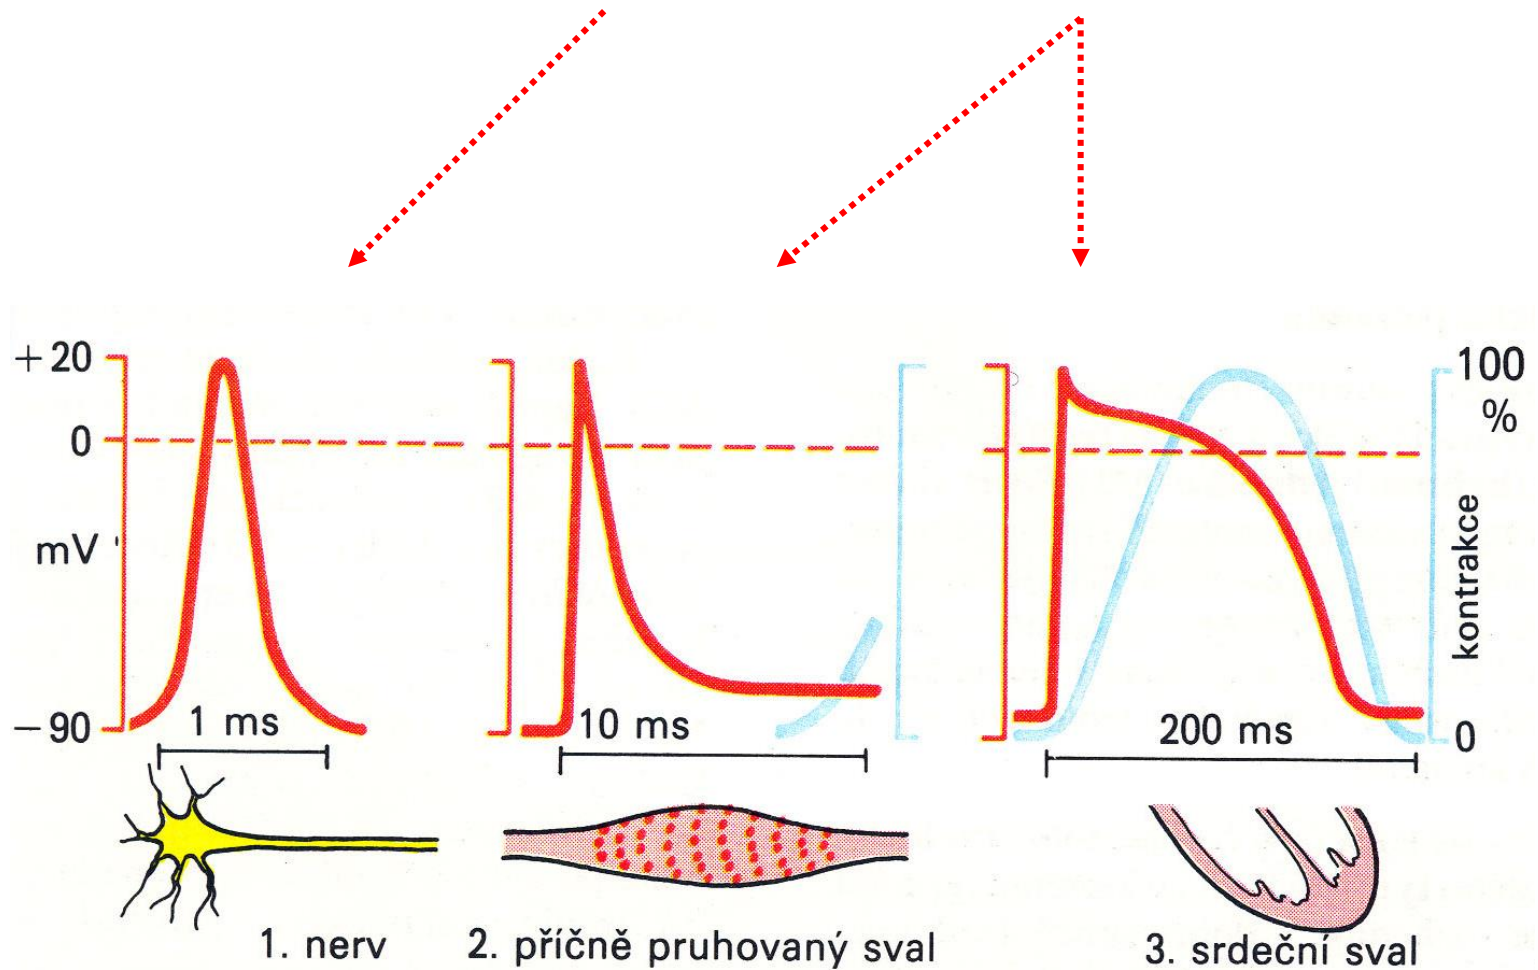 +20
0
mV
−90
1 ms
10 ms
200 ms
100
%
kontrakce
0
1. nerv
2. příčně pruhovaný sval
3. srdeční sval